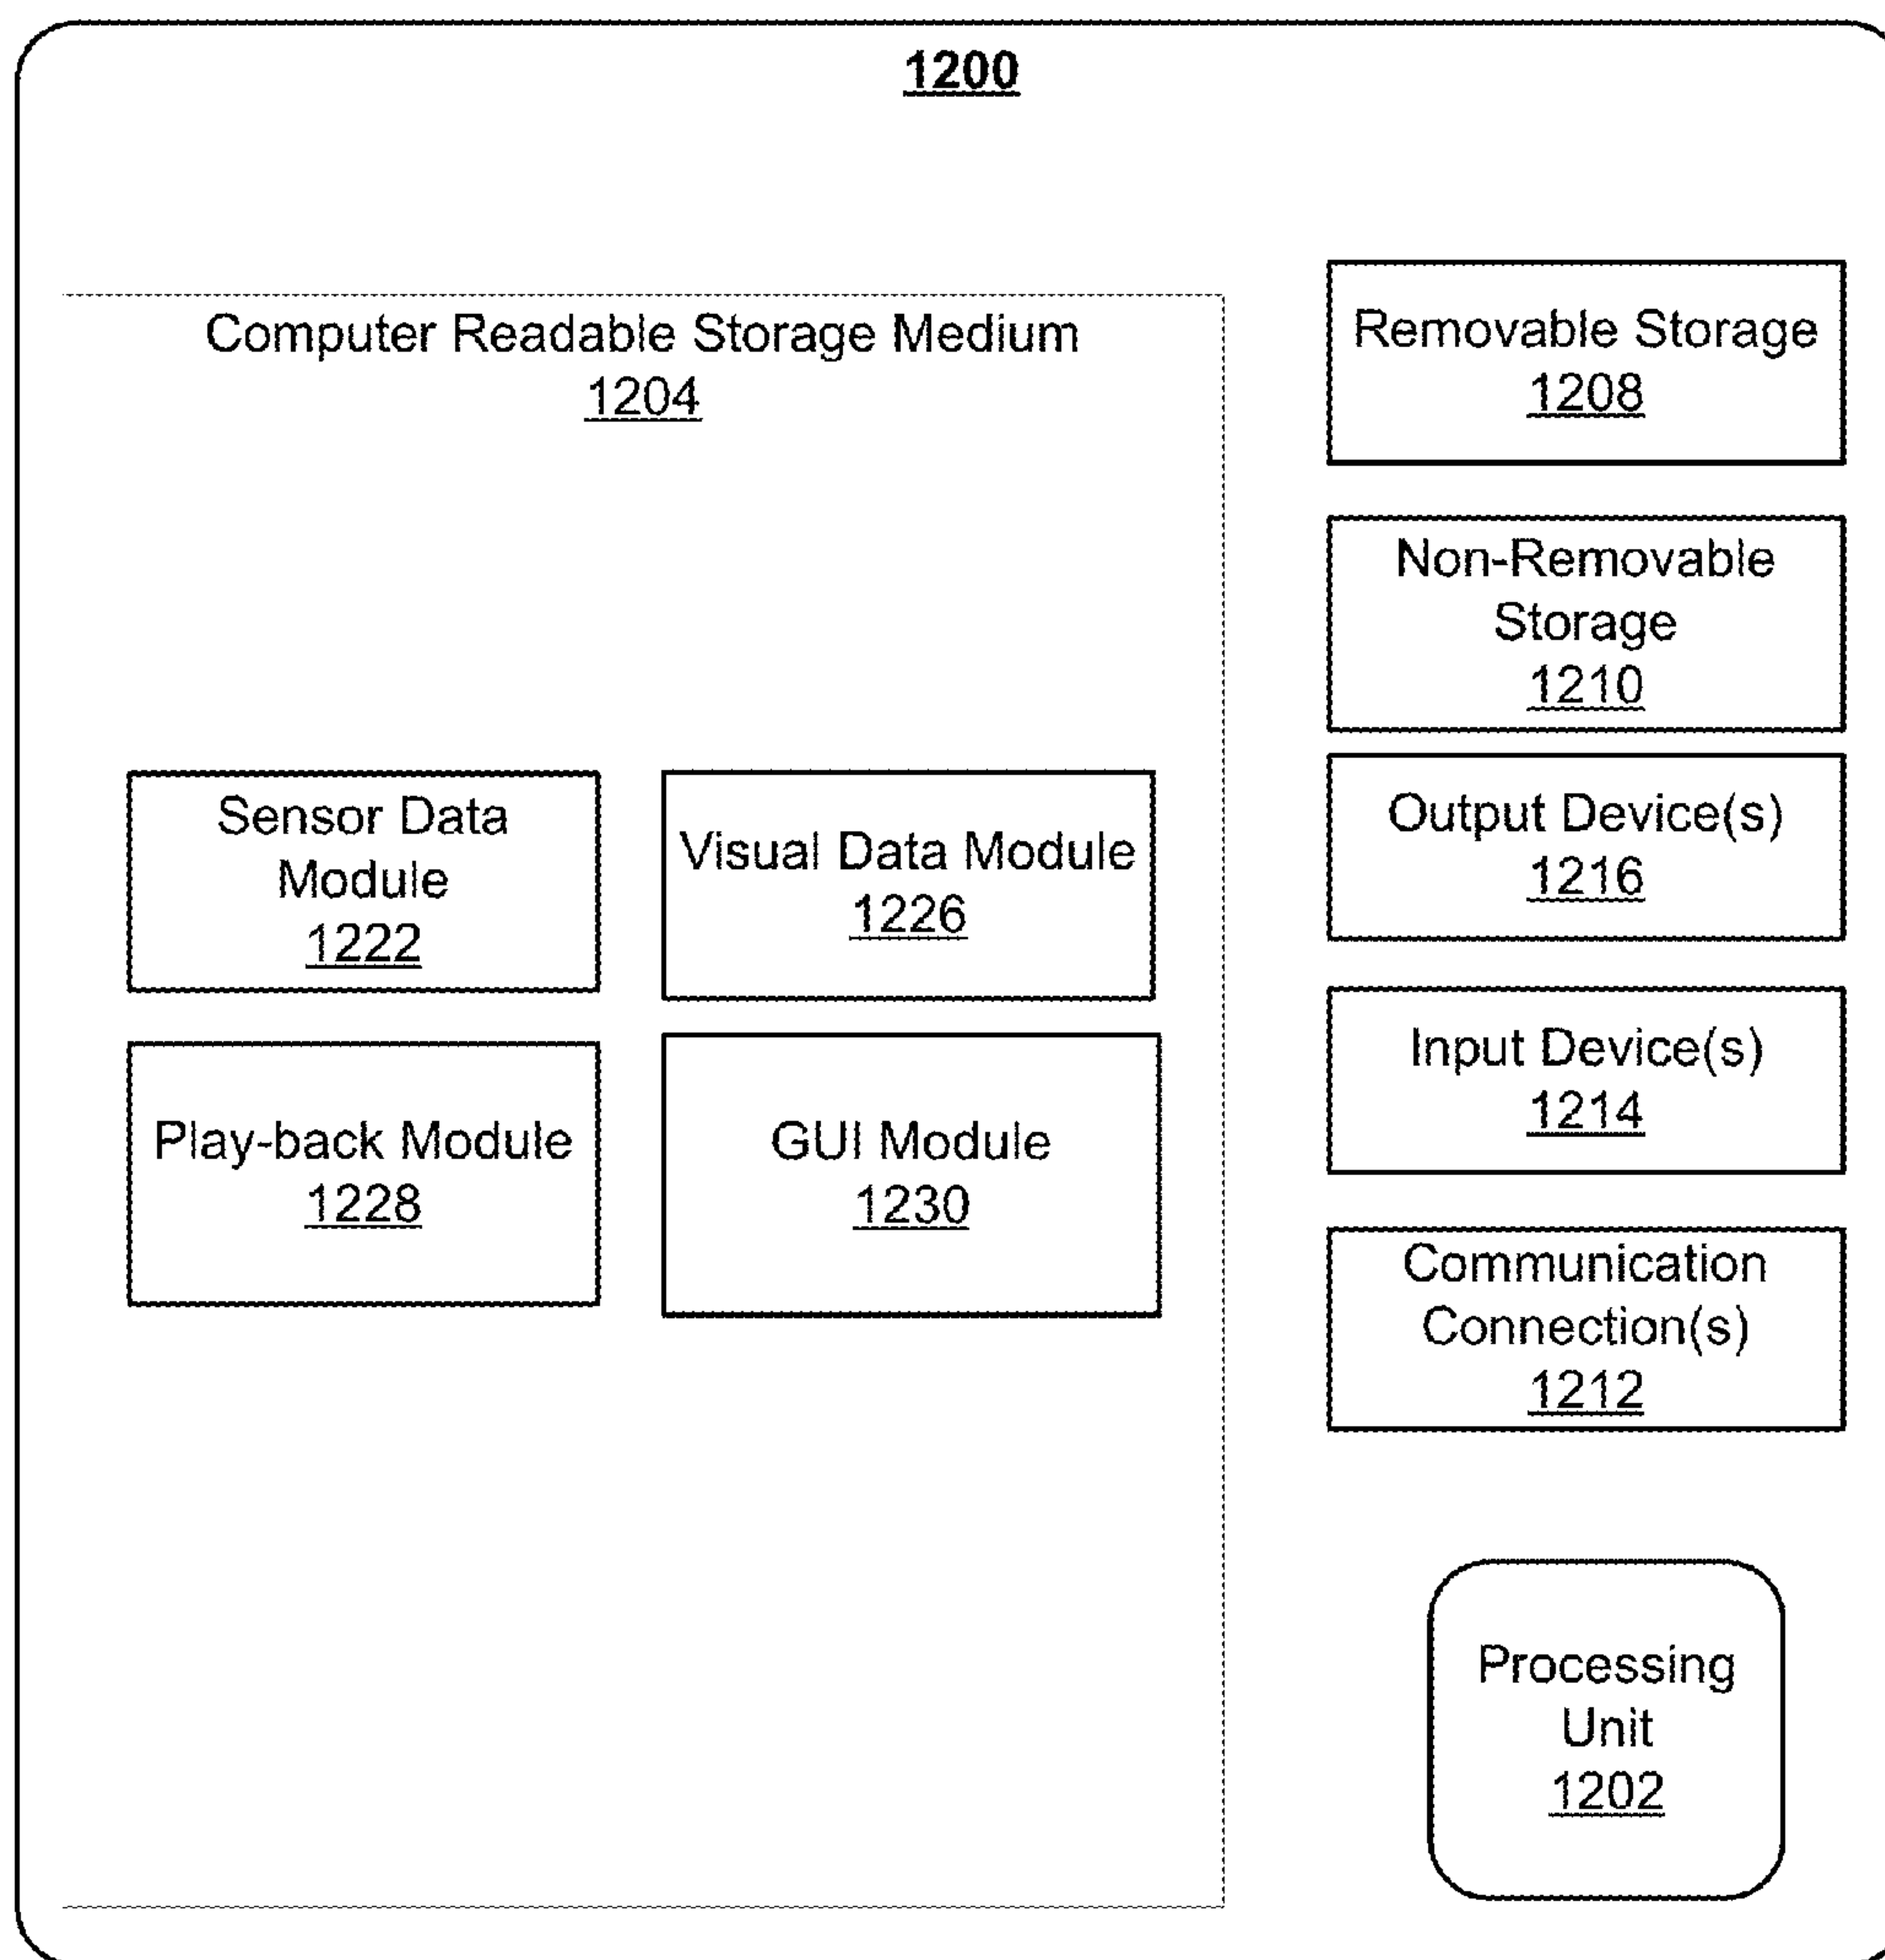 1200
Computer Readable Storage Medium
1204
Sensor Data
Module
1222
Visual Data Module
1226
Play-back Module
1228
GUI Module
1230
Removable Storage
1208
Non-Removable
Storage
1210
Output Device(s)
1216
Input Device(s)
1214
Communication
Connection(s)
1212
Processing
Unit
1202